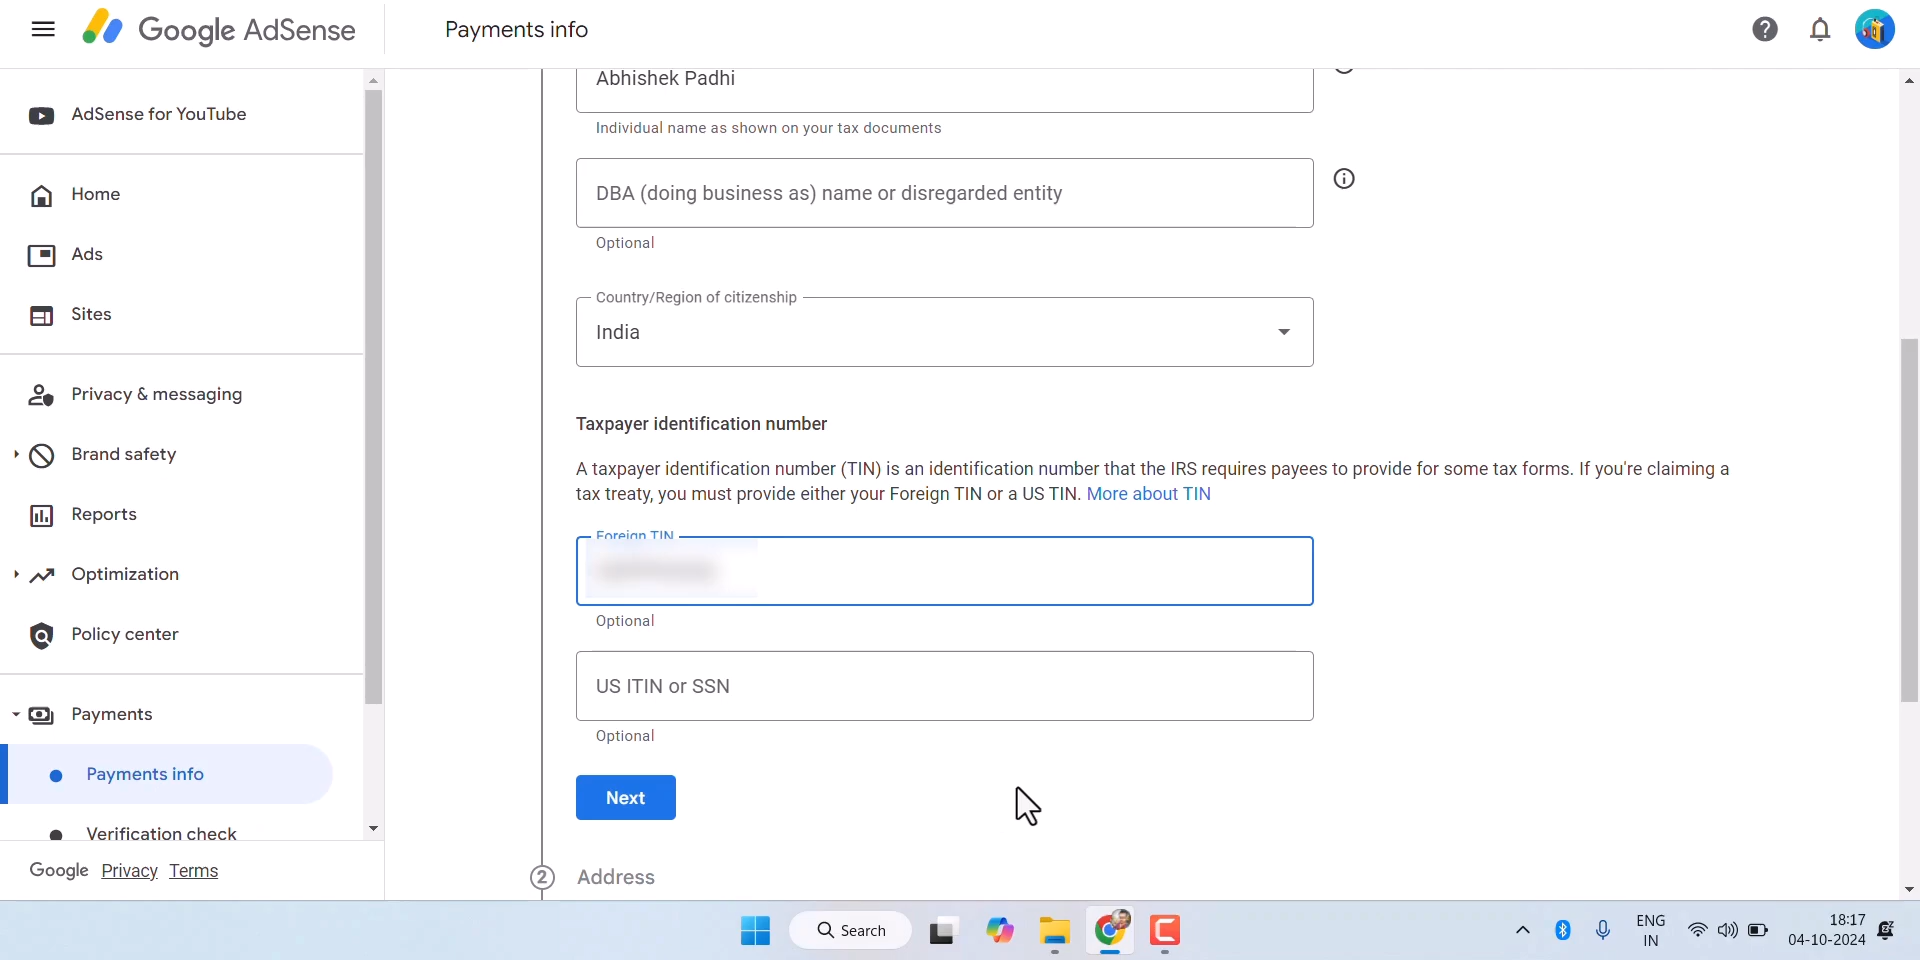 Google AdSense
Payments info
AdSense for YouTube
Home
Ads
Sites
Privacy & messaging
Brand safety
Reports
Optimization
Policy center
Payments
Payments info
Verification check
Google Privacy Terms
Abhishek Padhi
Individual name as shown on your tax documents
DBA (doing business as) name or disregarded entity
Optional
Country/Region of citizenship
India
Taxpayer identification number
A taxpayer identification number (TIN) is an identification number that the IRS requires payees to provide for some tax forms. If you're claiming a
tax treaty, you must provide either your Foreign TIN or a US TIN. More about TIN
Foreign TIN
Optional
US ITIN or SSN
Optional
Next
2 Address
Search
ENG
IN
18:17
04-10-2024